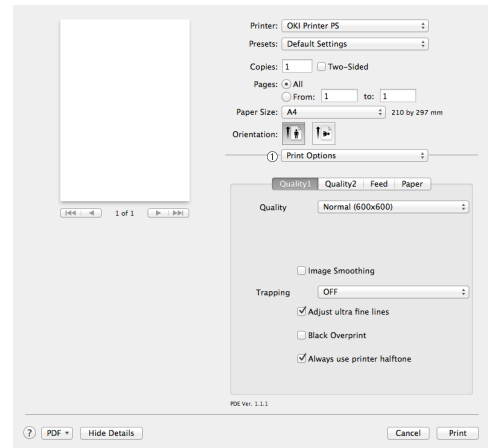 Printer: OKI Printer PS
Presets: Default Settings
Copies: 1 Two-Sided
Pages: All
From: 1 to: 1
Paper Size: A4 210 by 297 mm
Orientation:
1 Print Options
Quality1 Quality2 Feed Paper
Quality Normal (600x600)
1 of 1
Image Smoothing
Trapping OFF
Adjust ultra fine lines
Black Overprint
Always use printer halftone
PDE Ver. 1.1.1
? PDF Hide Details Cancel Print